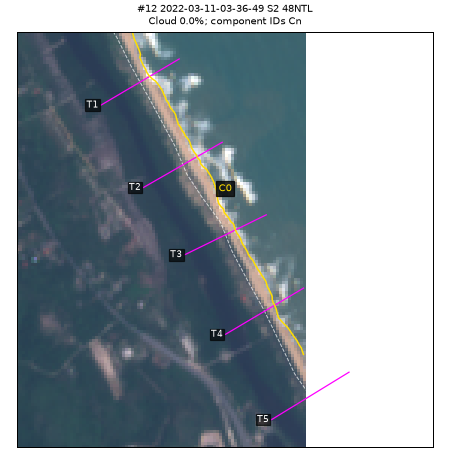 #12 2022-03-11-03-36-49 S2 48NTL
Cloud 0.0%; component IDs Cn
T1
T2
C0
T3
T4
T5